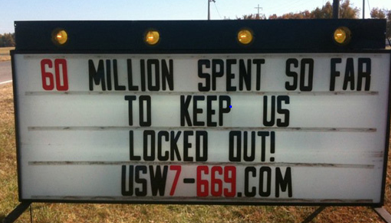 60 MILLION SPENT SO FAR
TO KEEP US
LOCKED OUT!
USW7-669.COM